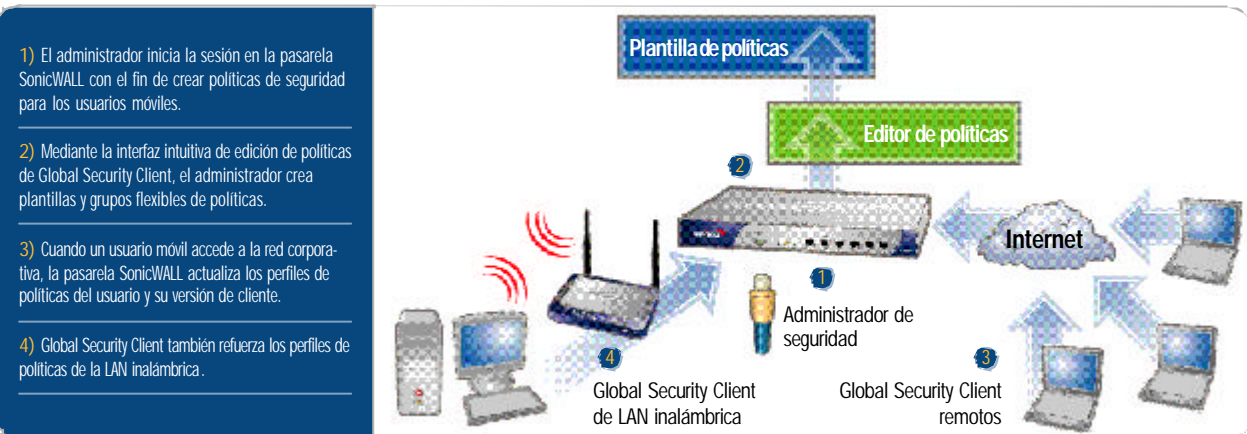 1) El administrador inicia la sesión en la pasarela
SonicWALL con el fin de crear políticas de seguridad
para los usuarios móviles.
2) Mediante la interfaz intuitiva de edición de políticas
de Global Security Client, el administrador crea
plantillas y grupos flexibles de políticas.
3) Cuando un usuario móvil accede a la red corpora-
tiva, la pasarela SonicWALL actualiza los perfiles de
políticas del usuario y su versión de cliente.
4) Global Security Client también refuerza los perfiles de
políticas de la LAN inalámbrica.
Plantilla de políticas
Editor de políticas
2
Internet
1
Administrador de
seguridad
4
Global Security Client
de LAN inalámbrica
3
Global Security Client
remotos